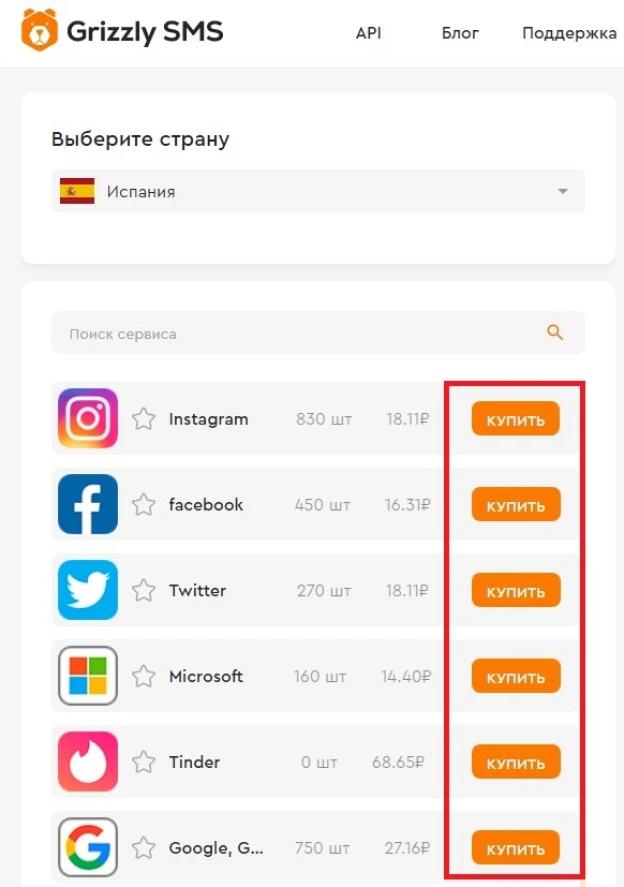 Grizzly SMS API Блог Поддержка
Выберите страну
Испания
Поиск сервиса
Instagram 830 шт 18.11₽ КУПИТЬ
facebook 450 шт 16.31₽ КУПИТЬ
Twitter 270 шт 18.11₽ КУПИТЬ
Microsoft 160 шт 14.40₽ КУПИТЬ
Tinder 0 шт 68.65₽ КУПИТЬ
Google, G... 750 шт 27.16₽ КУПИТЬ